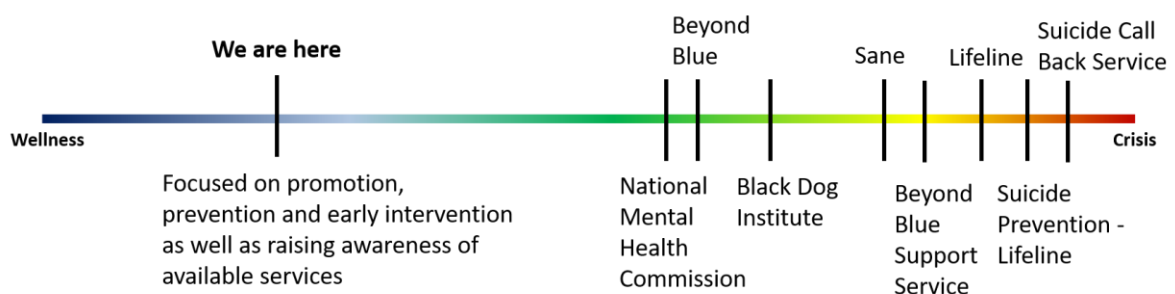 We are here
Beyond
Blue
Sane
Lifeline
Suicide Call
Back Service
Wellness
Crisis
Focused on promotion,
prevention and early intervention
as well as raising awareness of
available services
National
Mental
Health
Commission
Black Dog
Institute
Beyond
Blue
Support
Service
Suicide
Prevention -
Lifeline